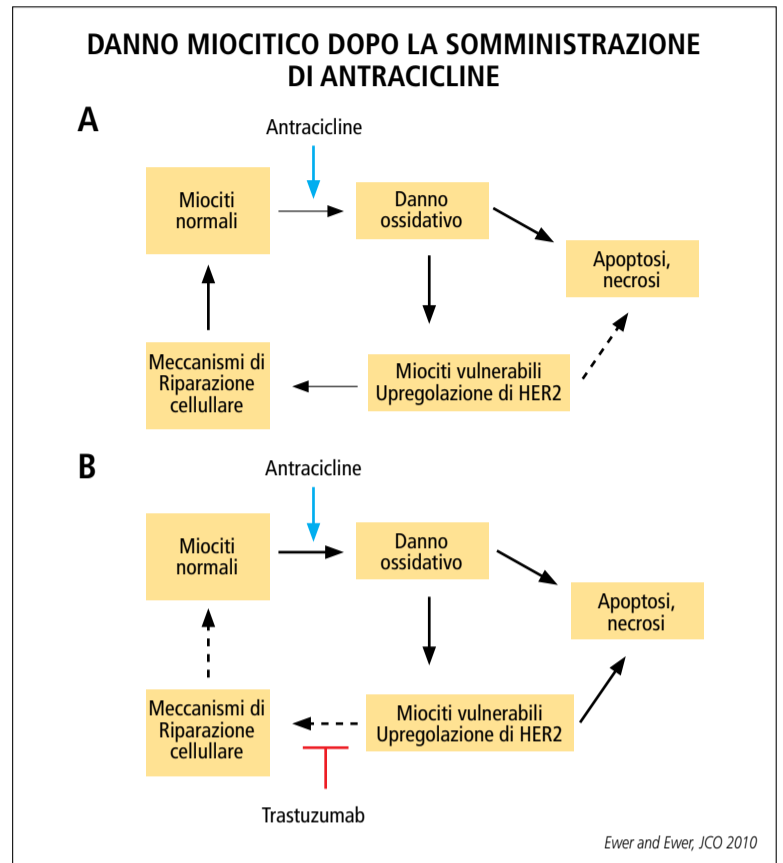 DANNO MIOCITICO DOPO LA SOMMINISTRAZIONE
DI ANTRACICLINE
A
Antracicline
Miociti
normali
Danno
ossidativo
Apoptosi,
necrosi
Meccanismi di
Riparazione
cellullare
Miociti vulnerabili
Upregolazione di HER2
B
Antracicline
Miociti
normali
Danno
ossidativo
Apoptosi,
necrosi
Meccanismi di
Riparazione
cellullare
Miociti vulnerabili
Upregolazione di HER2
Trastuzumab
Ewer and Ewer, JCO 2010